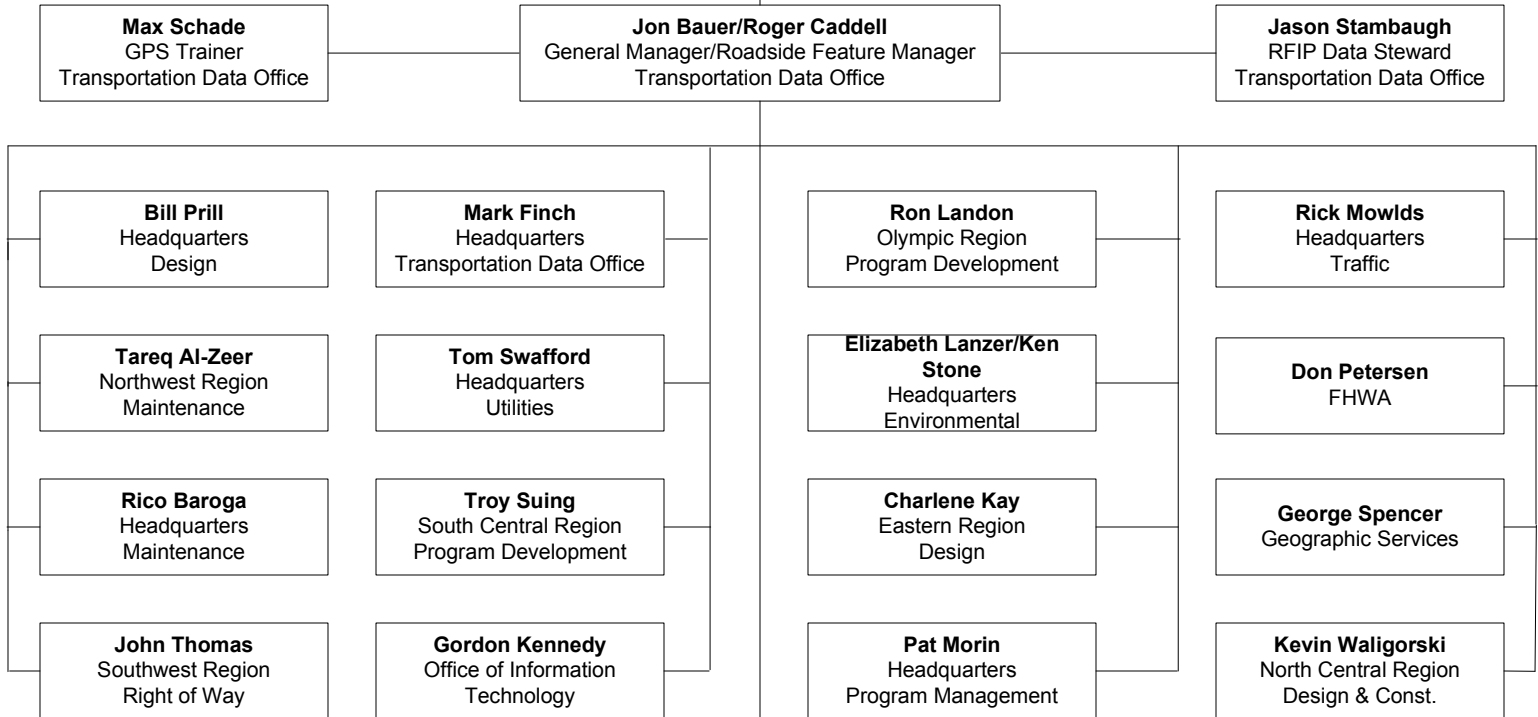 Max Schade
GPS Trainer
Transportation Data Office
Jon Bauer/Roger Caddell
General Manager/Roadside Feature Manager
Transportation Data Office
Jason Stambaugh
RFIP Data Steward
Transportation Data Office
Bill Prill
Headquarters
Design
Mark Finch
Headquarters
Transportation Data Office
Ron Landon
Olympic Region
Program Development
Rick Mowlds
Headquarters
Traffic
Tareq Al-Zeer
Northwest Region
Maintenance
Tom Swafford
Headquarters
Utilities
Elizabeth Lanzer/Ken
Stone
Headquarters
Environmental
Don Petersen
FHWA
Rico Baroga
Headquarters
Maintenance
Troy Suing
South Central Region
Program Development
Charlene Kay
Eastern Region
Design
George Spencer
Geographic Services
John Thomas
Southwest Region
Right of Way
Gordon Kennedy
Office of Information
Technology
Pat Morin
Headquarters
Program Management
Kevin Waligorski
North Central Region
Design & Const.